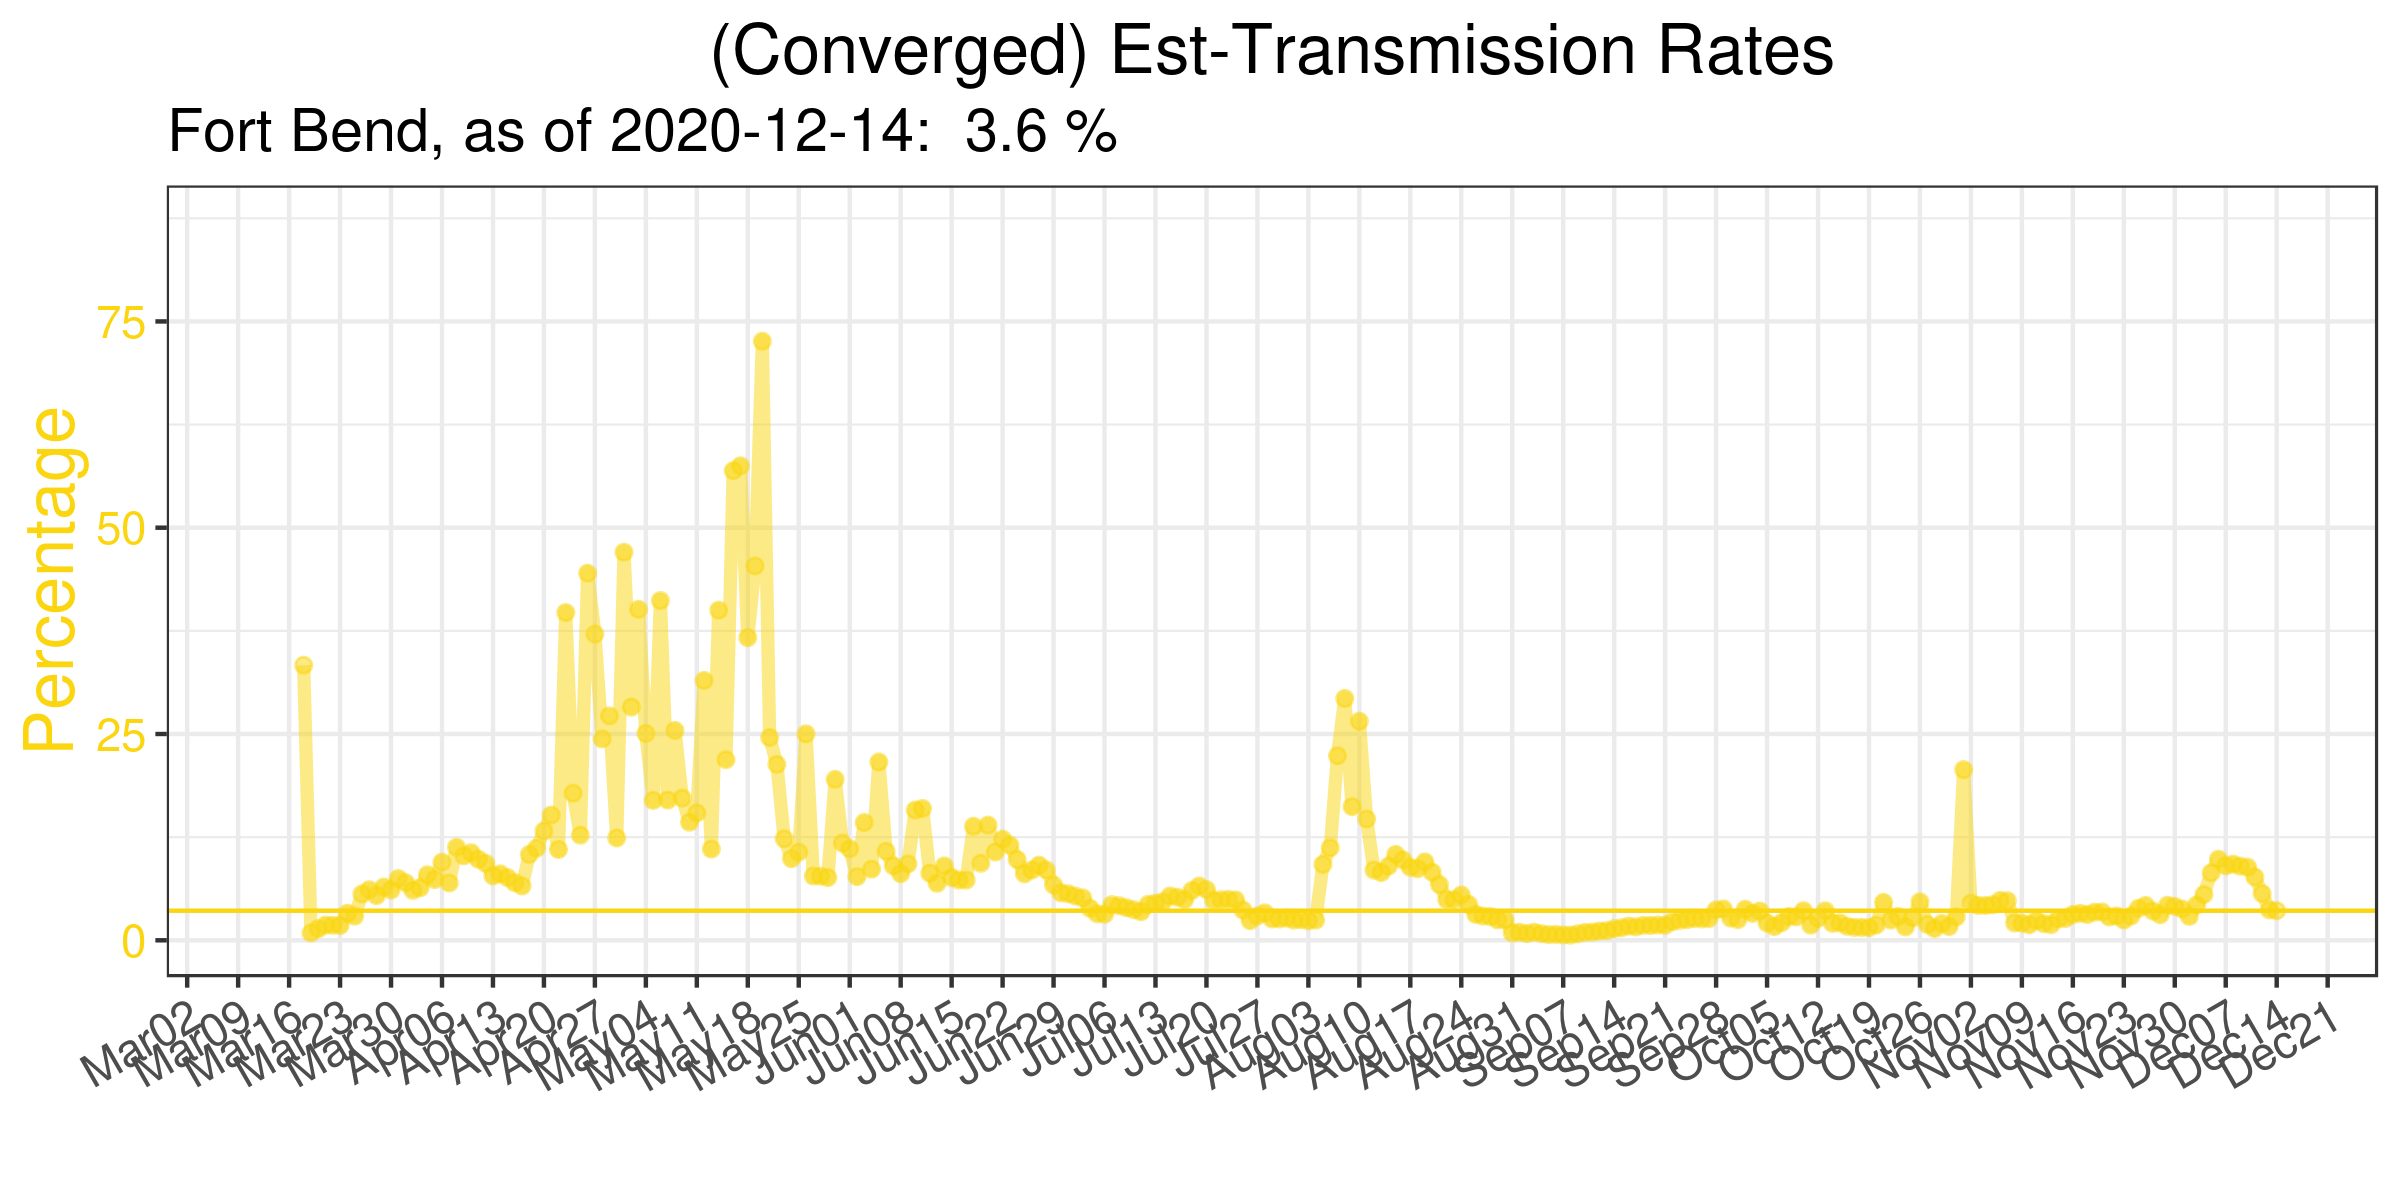 (Converged) Est-Transmission Rates
Fort Bend, as of 2020-12-14:  3.6 %
Percentage
75
50
25
0
Mar02
Mar09
Mar16
Mar23
Mar30
Apr06
Apr13
Apr20
Apr27
May04
May11
May18
May25
Jun01
Jun08
Jun15
Jun22
Jun29
Jul06
Jul13
Jul20
Jul27
Aug03
Aug10
Aug17
Aug24
Aug31
Sep07
Sep14
Sep21
Sep28
Oct05
Oct12
Oct19
Oct26
Nov02
Nov09
Nov16
Nov23
Nov30
Dec07
Dec14
Dec21